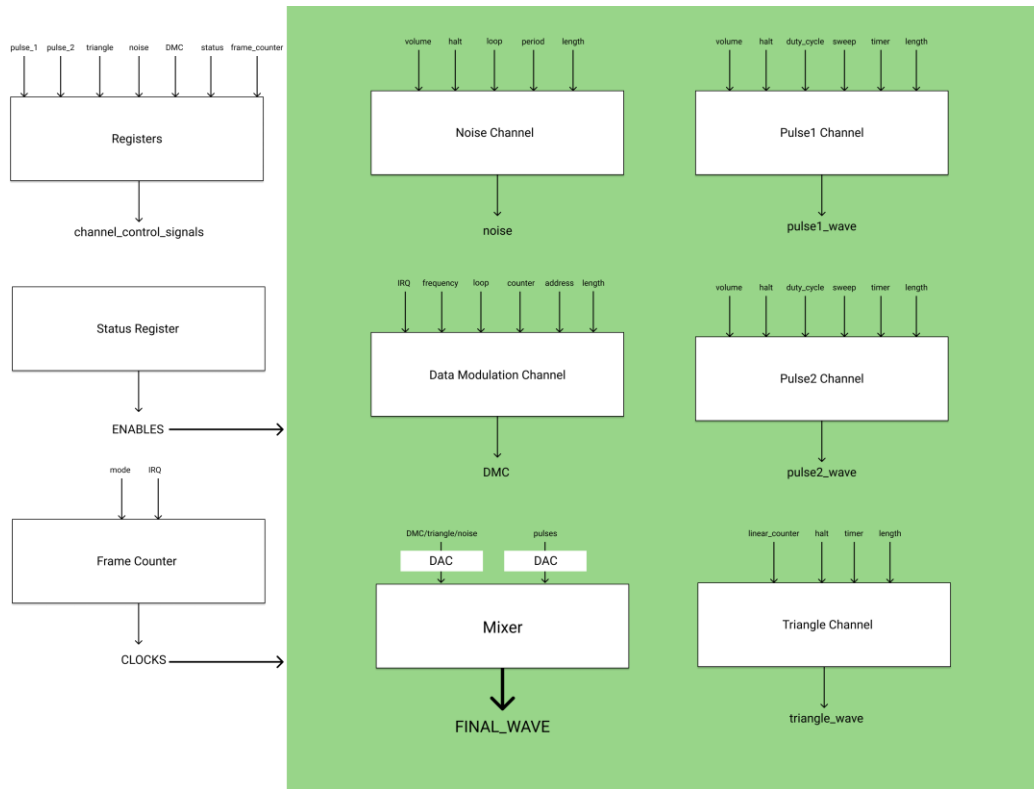 pulse_1 pulse_2 triangle noise DMC status frame_counter
Registers
channel_control_signals
Status Register
ENABLES
mode IRQ
Frame Counter
CLOCKS
volume halt loop period length
Noise Channel
noise
volume halt duty_cycle sweep timer length
Pulse1 Channel
pulse1_wave
IRQ frequency loop counter address length
Data Modulation Channel
DMC
volume halt duty_cycle sweep timer length
Pulse2 Channel
pulse2_wave
DMC/triangle/noise pulses
DAC DAC
Mixer
FINAL_WAVE
linear_counter halt timer length
Triangle Channel
triangle_wave